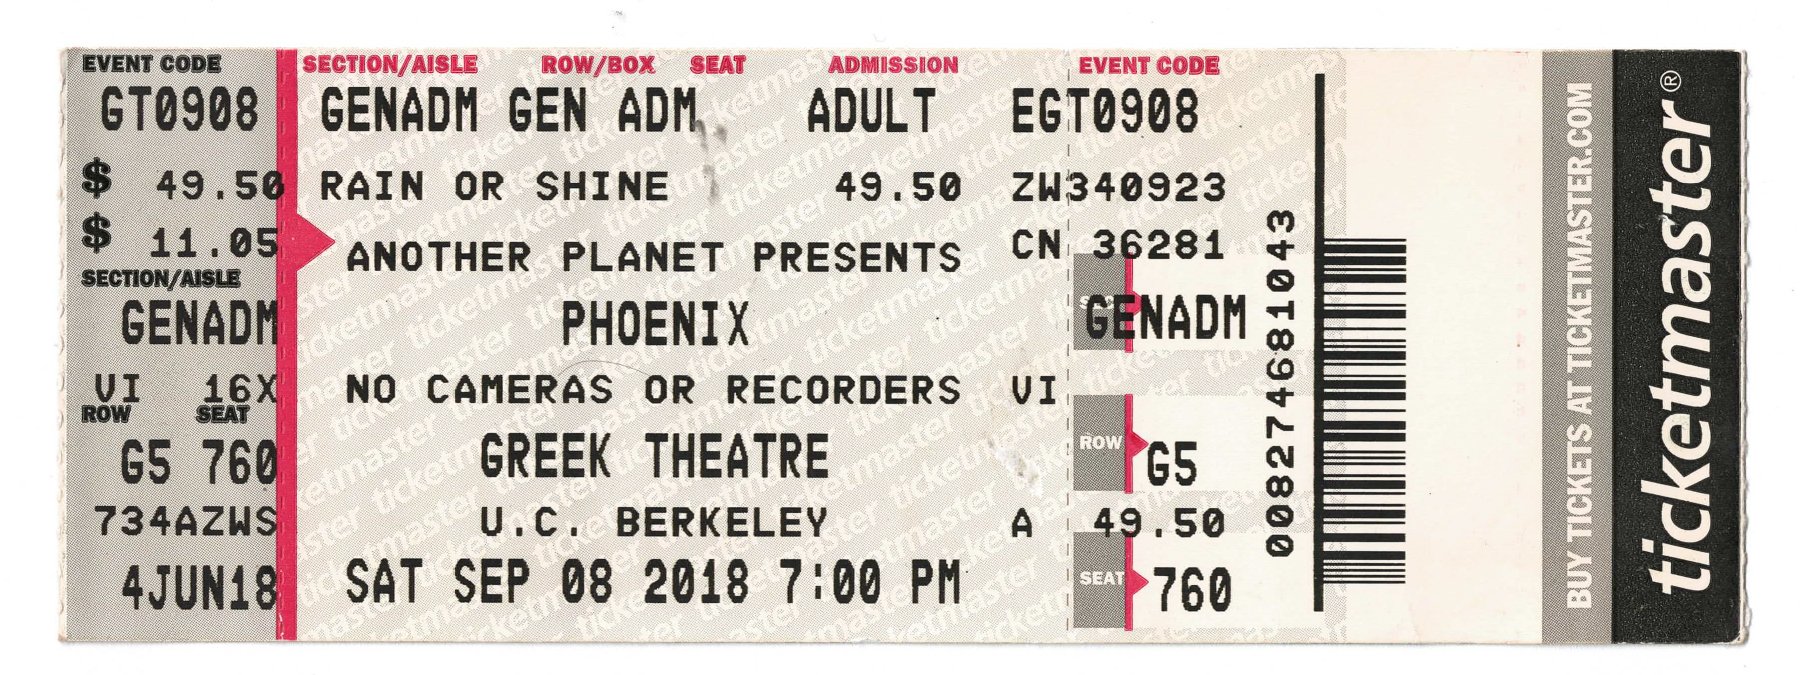 EVENT CODE
GT0908
$ 49.50
$ 11.05
SECTION/AISLE
GENADM
VI 16X
ROW SEAT
G5 760
734AZWS
4JUN18
SECTION/AISLE ROW/BOX SEAT ADMISSION
GENADM GEN ADM ADULT
RAIN OR SHINE 49.50
ANOTHER PLANET PRESENTS
PHOENIX
NO CAMERAS OR RECORDERS
GREEK THEATRE
U.C. BERKELEY
SAT SEP 08 2018 7:00 PM
EVENT CODE
EGT0908
ZW340923
CN 36281
GENADM
VI
ROW G5
A 49.50
SEAT 760
008274681043
BUY TICKETS AT TICKETMASTER.COM
ticketmaster®